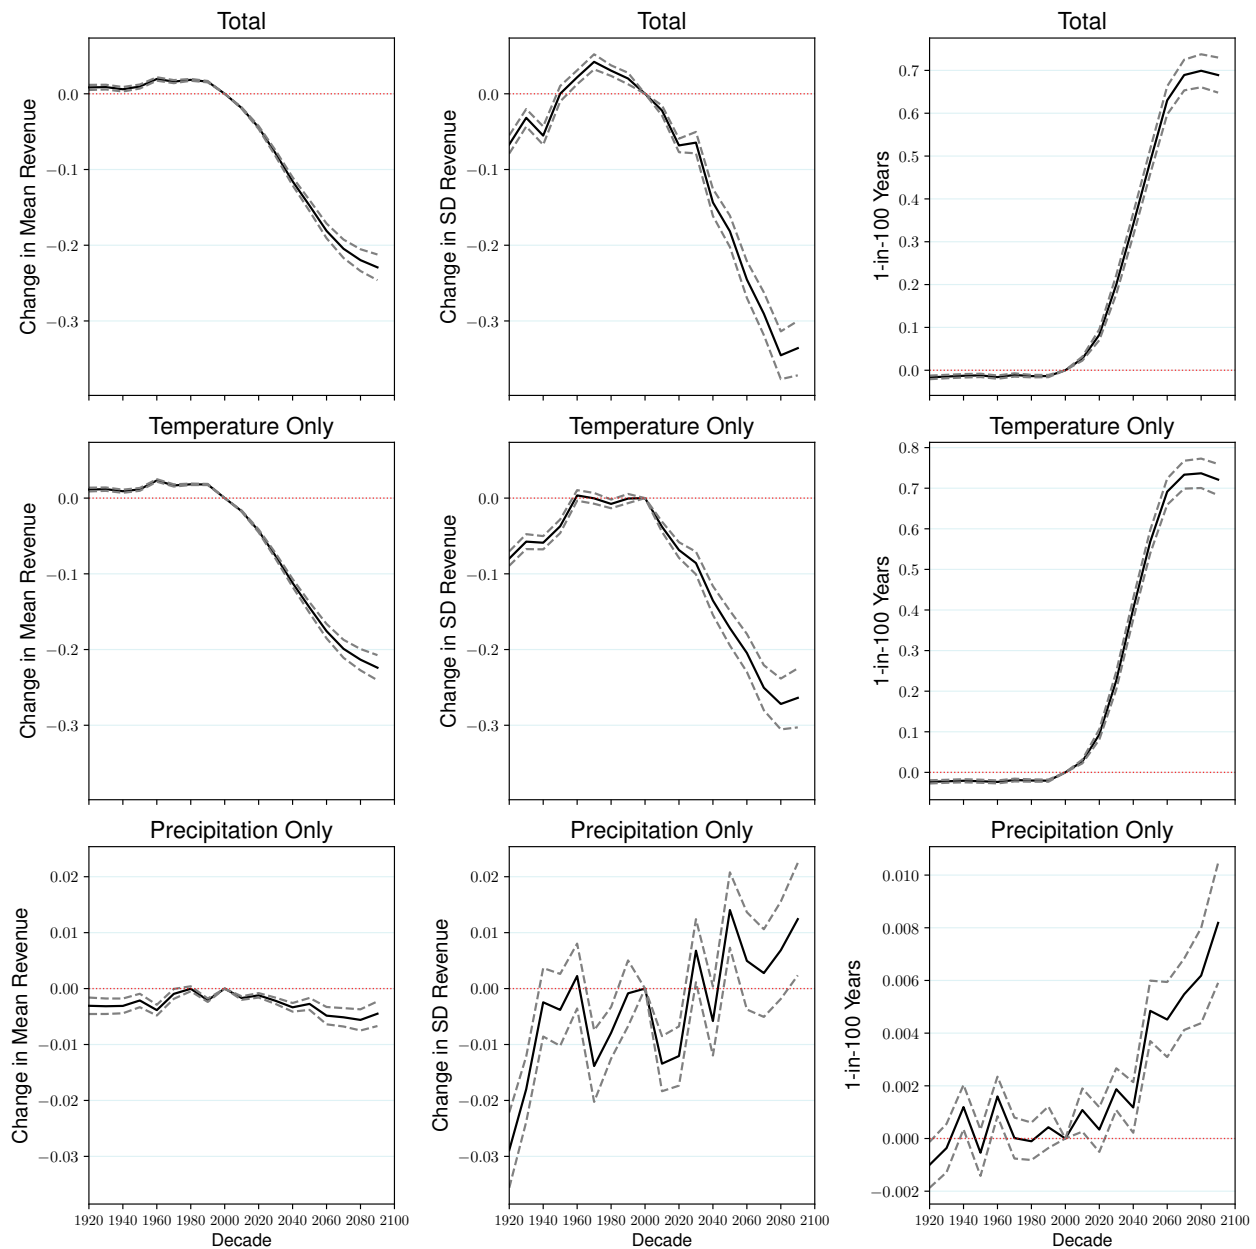 Total
Total
Total
Change in Mean Revenue
0.0
−0.1
−0.2
−0.3
Change in SD Revenue
0.0
−0.1
−0.2
−0.3
1-in-100 Years
0.7
0.6
0.5
0.4
0.3
0.2
0.1
0.0
Temperature Only
Temperature Only
Temperature Only
Change in Mean Revenue
0.0
−0.1
−0.2
−0.3
Change in SD Revenue
0.0
−0.1
−0.2
−0.3
1-in-100 Years
0.8
0.7
0.6
0.5
0.4
0.3
0.2
0.1
0.0
Precipitation Only
Precipitation Only
Precipitation Only
Change in Mean Revenue
0.02
0.01
0.00
−0.01
−0.02
−0.03
1920 1940 1960 1980 2000 2020 2040 2060 2080 2100
Decade
Change in SD Revenue
0.02
0.01
0.00
−0.01
−0.02
−0.03
1920 1940 1960 1980 2000 2020 2040 2060 2080 2100
Decade
1-in-100 Years
0.010
0.008
0.006
0.004
0.002
0.000
−0.002
1920 1940 1960 1980 2000 2020 2040 2060 2080 2100
Decade